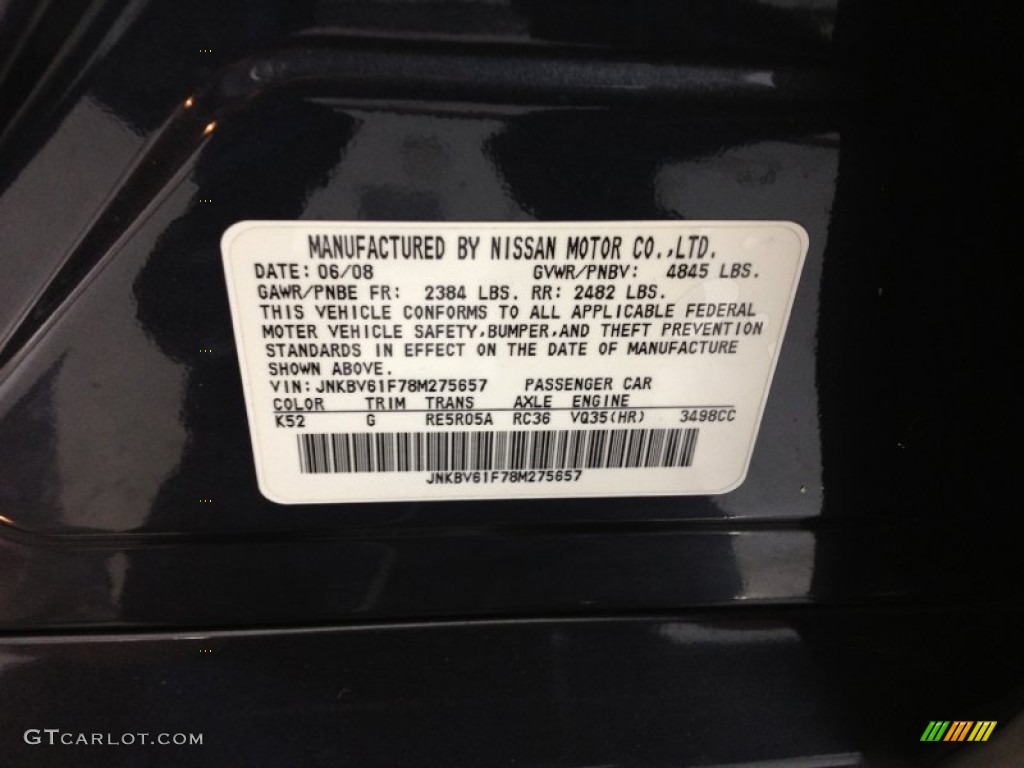 MANUFACTURED BY NISSAN MOTOR CO.,LTD.
DATE: 06/08 GVWR/PNBV: 4845 LBS.
GAWR/PNBE FR: 2384 LBS. RR: 2482 LBS.
THIS VEHICLE CONFORMS TO ALL APPLICABLE FEDERAL
MOTER VEHICLE SAFETY,BUMPER,AND THEFT PREVENTION
STANDARDS IN EFFECT ON THE DATE OF MANUFACTURE
SHOWN ABOVE.
VIN: JNKBV61F78M275657 PASSENGER CAR
COLOR TRIM TRANS AXLE ENGINE
K52 G RE5R05A RC36 VQ35(HR) 3498CC
JNKBV61F78M275657
GTCARLOT.COM